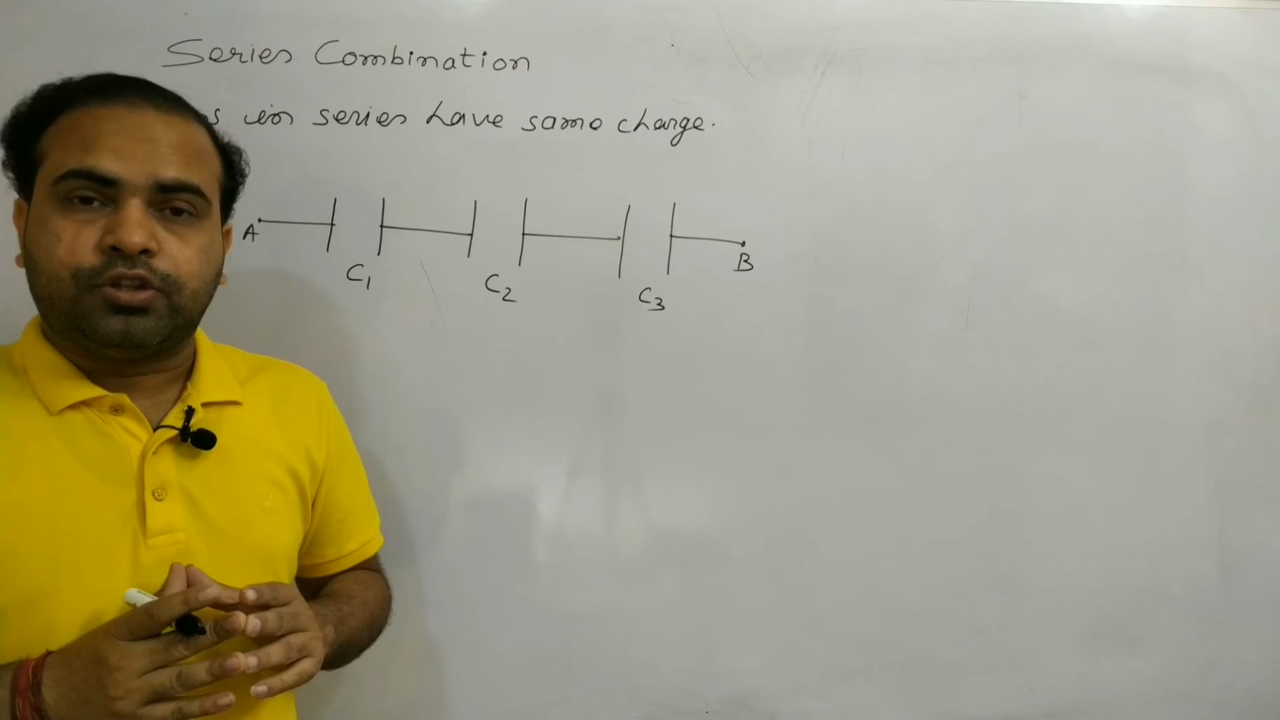 Series Combination
s in series have same charge.
A
B
C1
C2
C3